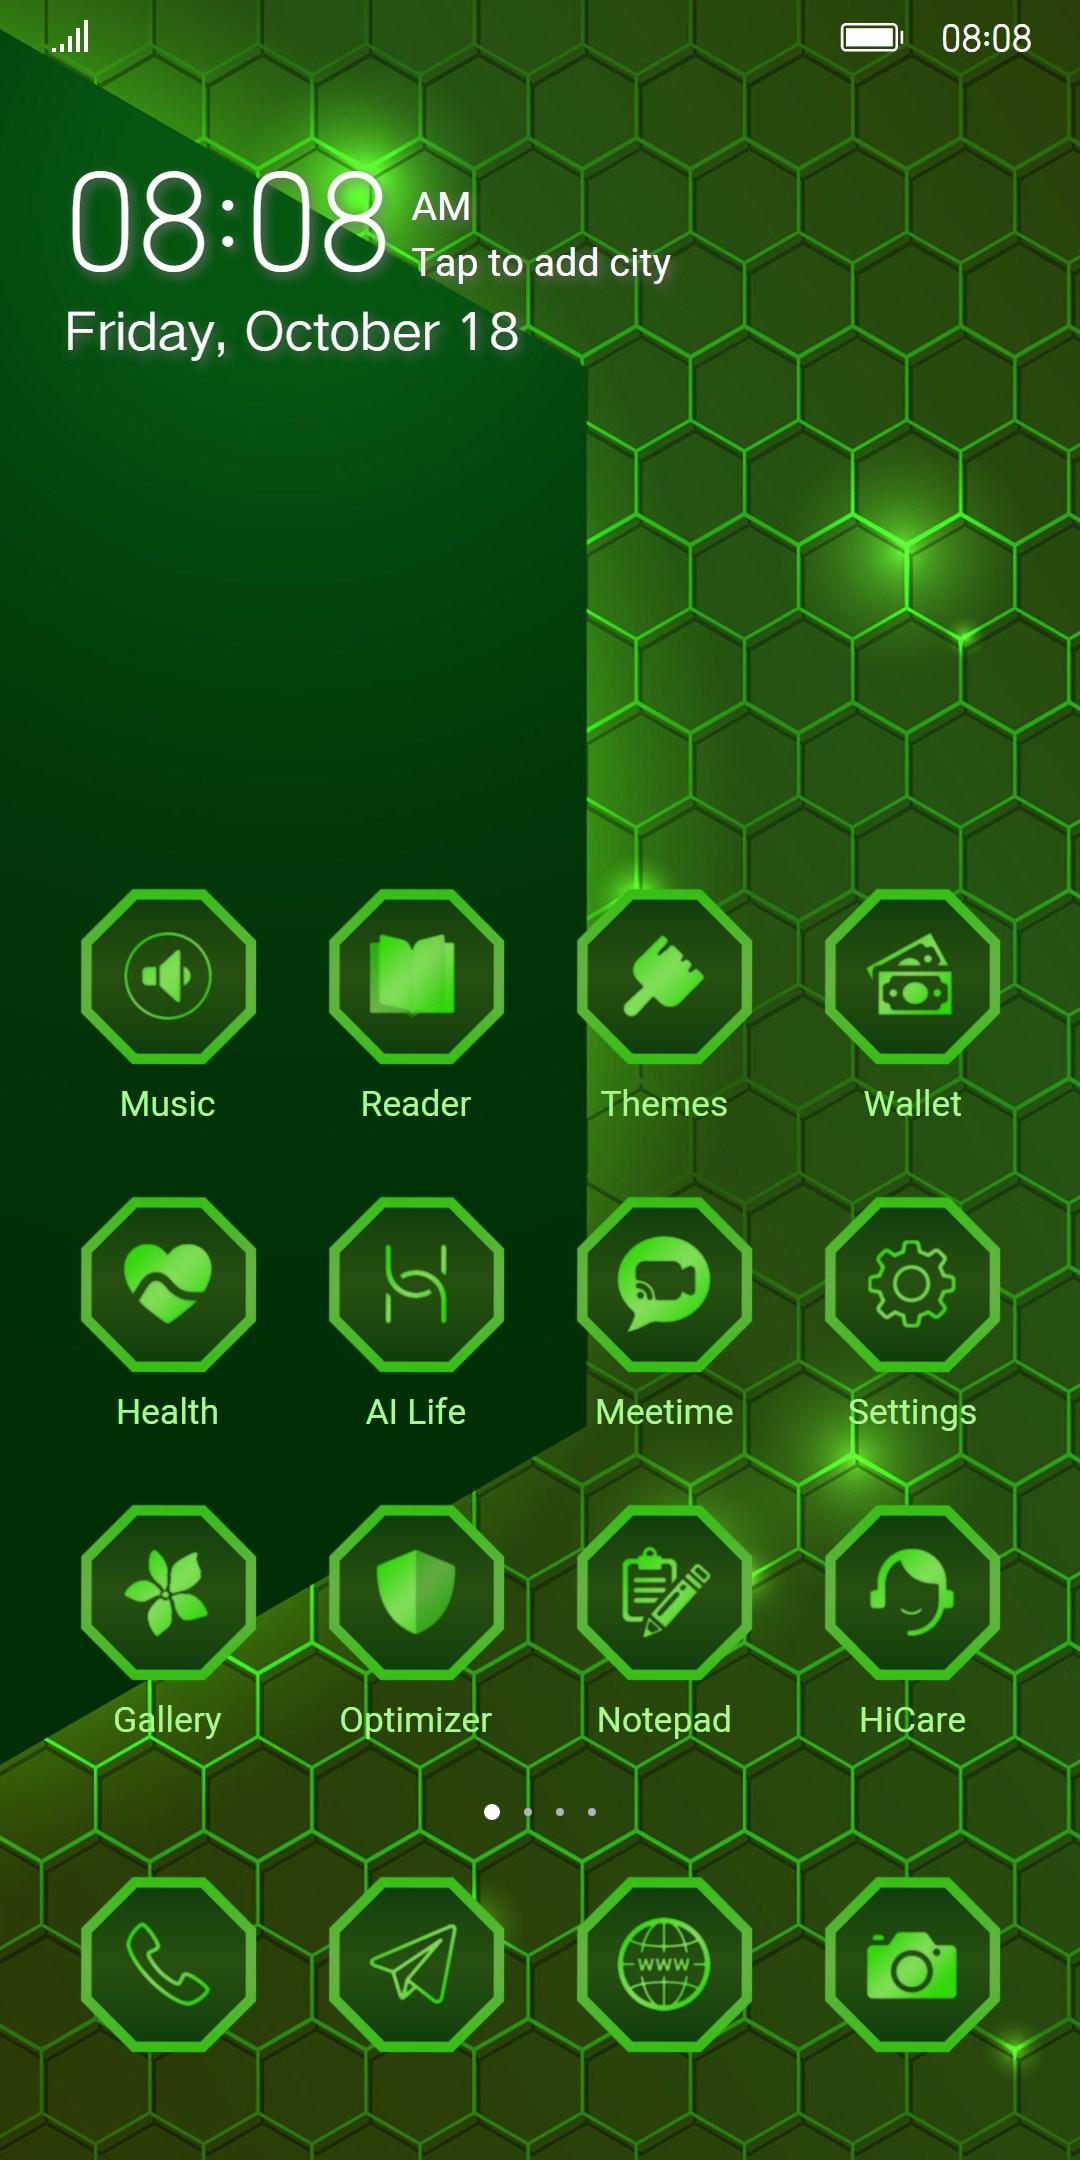 08:08
08:08 AM
Tap to add city
Friday, October 18
Music
Reader
Themes
Wallet
Health
AI Life
Meetime
Settings
Gallery
Optimizer
Notepad
HiCare
WWW